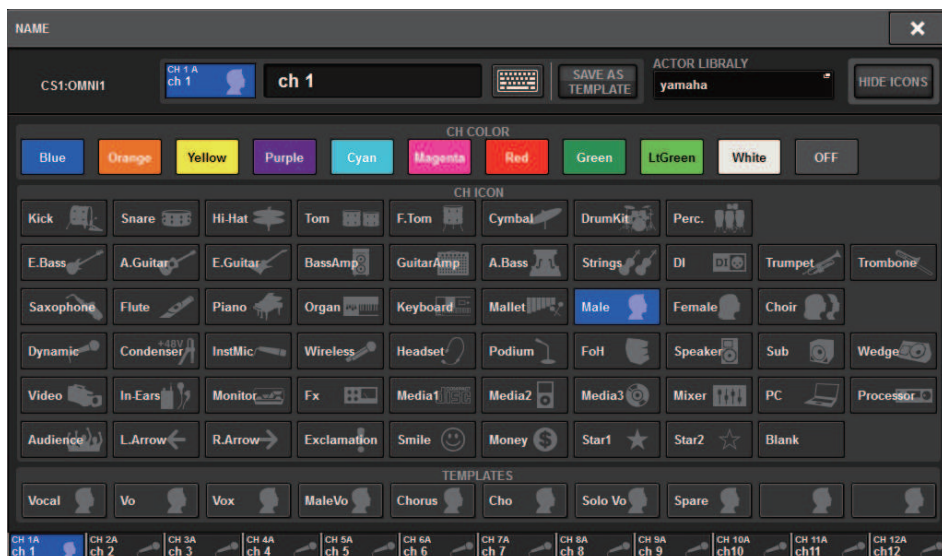 NAME
CS1:OMNI1
CH 1 A
ch 1
ch 1
SAVE AS
TEMPLATE
ACTOR LIBRALY
yamaha
HIDE ICONS
CH COLOR
Blue Orange Yellow Purple Cyan Magenta Red Green LtGreen White OFF
CH ICON
Kick Snare Hi-Hat Tom F.Tom Cymbal DrumKit Perc.
E.Bass A.Guitar E.Guitar BassAmp GuitarAmp A.Bass Strings DI DI Trumpet Trombone
Saxophone Flute Piano Organ Keyboard Mallet Male Female Choir
Dynamic Condenser +48V InstMic Wireless Headset Podium FoH Speaker Sub Wedge
Video In-Ears Monitor Fx Media1 Media2 Media3 Mixer PC Processor
Audience L.Arrow R.Arrow Exclamation Smile Money $ Star1 Star2 Blank
TEMPLATES
Vocal Vo Vox MaleVo Chorus Cho Solo Vo Spare
CH 1A CH 2A CH 3A CH 4A CH 5A CH 6A CH 7A CH 8A CH 9A CH 10A CH 11A CH 12A
ch 1 ch 2 ch 3 ch 4 ch 5 ch 6 ch 7 ch 8 ch 9 ch10 ch11 ch12